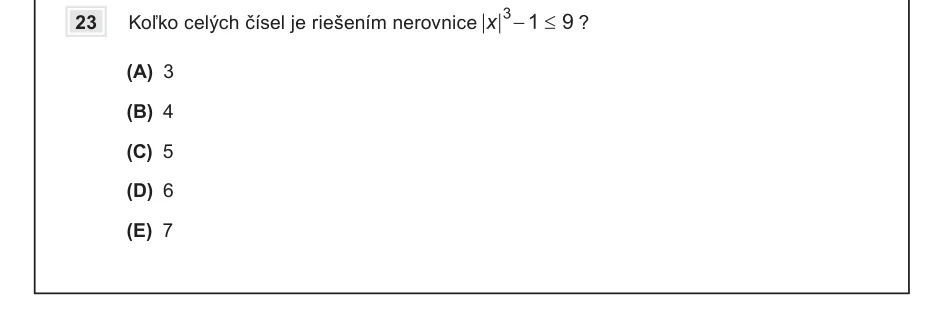 23 Koľko celých čísel je riešením nerovnice |x|³– 1 ≤ 9 ?
(A) 3
(B) 4
(C) 5
(D) 6
(E) 7